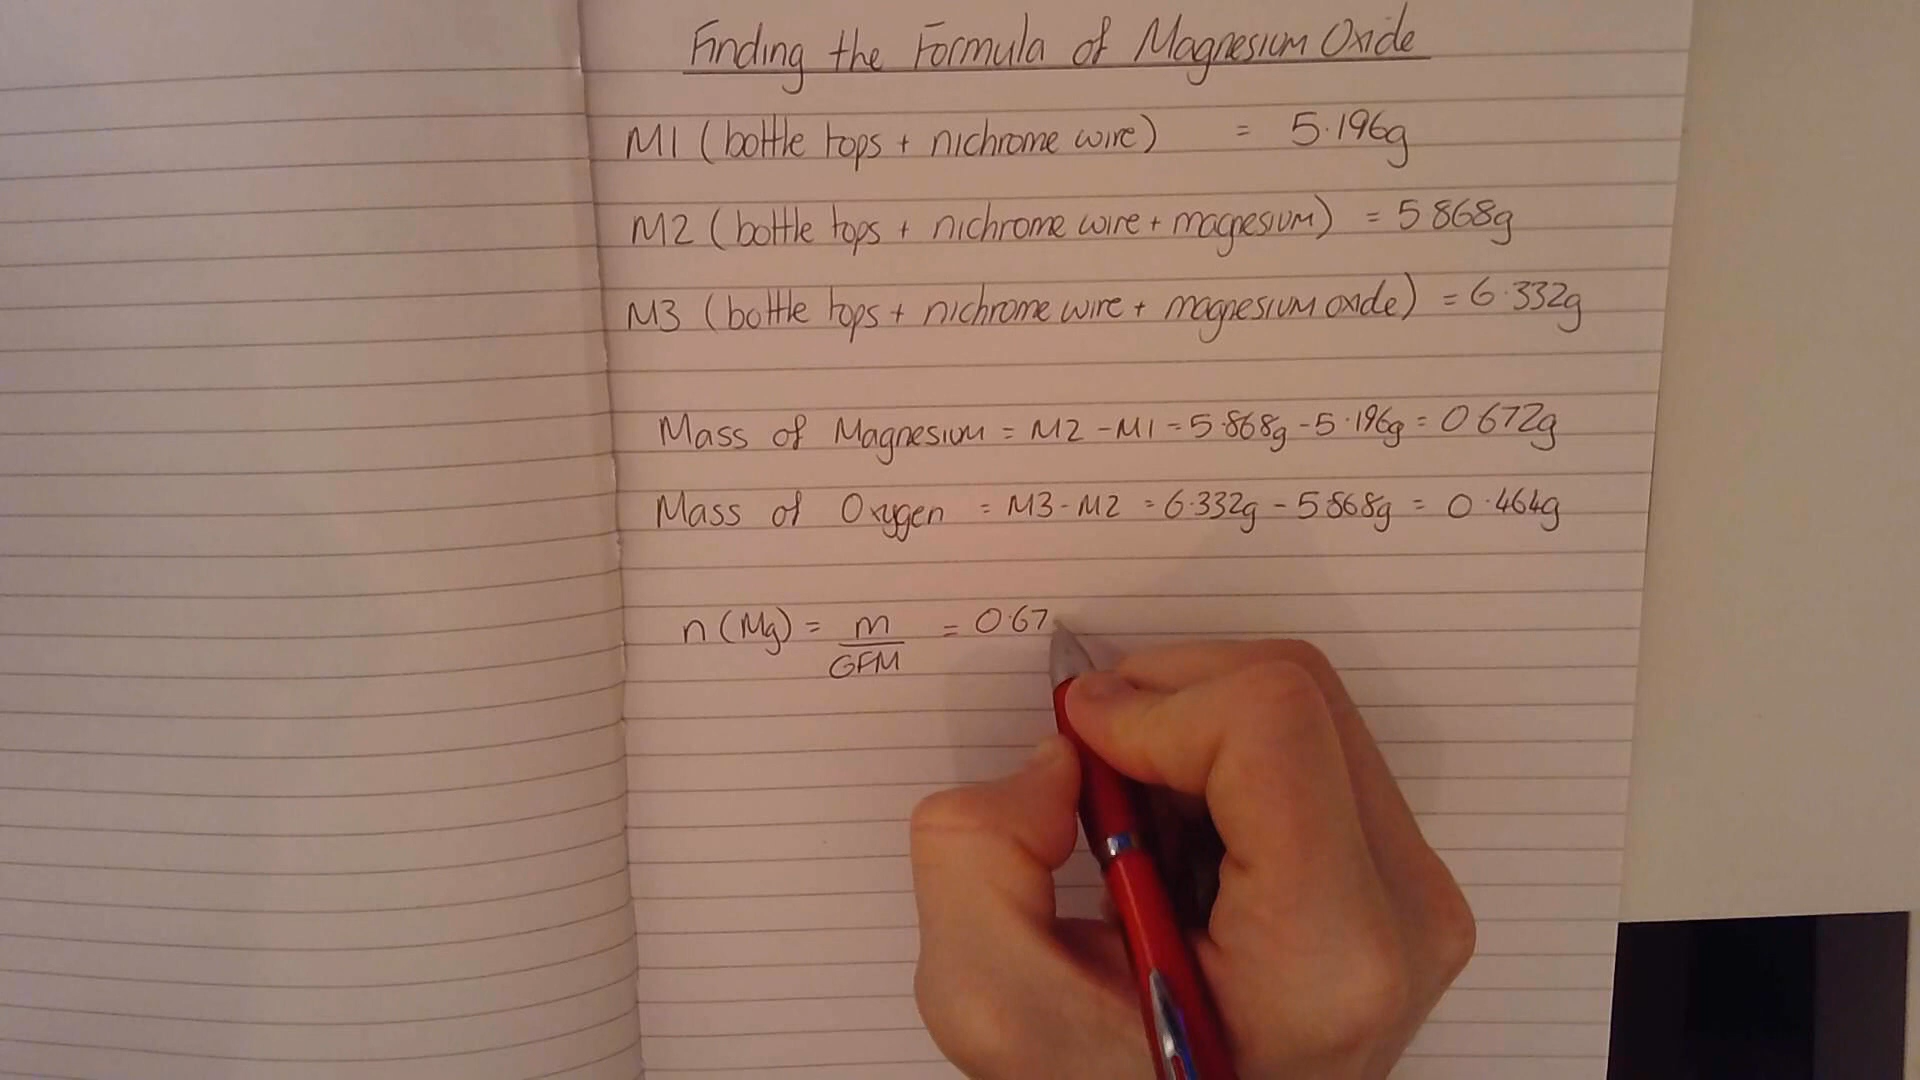 Finding the Formula of Magnesium Oxide
M1 (bottle tops + nichrome wire) = 5.196g
M2 (bottle tops + nichrome wire + magnesium) = 5.868g
M3 (bottle tops + nichrome wire + magnesium oxide) = 6.332g
Mass of Magnesium = M2 - M1 = 5.868g - 5.196g = 0.672g
Mass of Oxygen = M3 - M2 = 6.332g - 5.868g = 0.464g
n (Mg) = m = 0.67
GFM